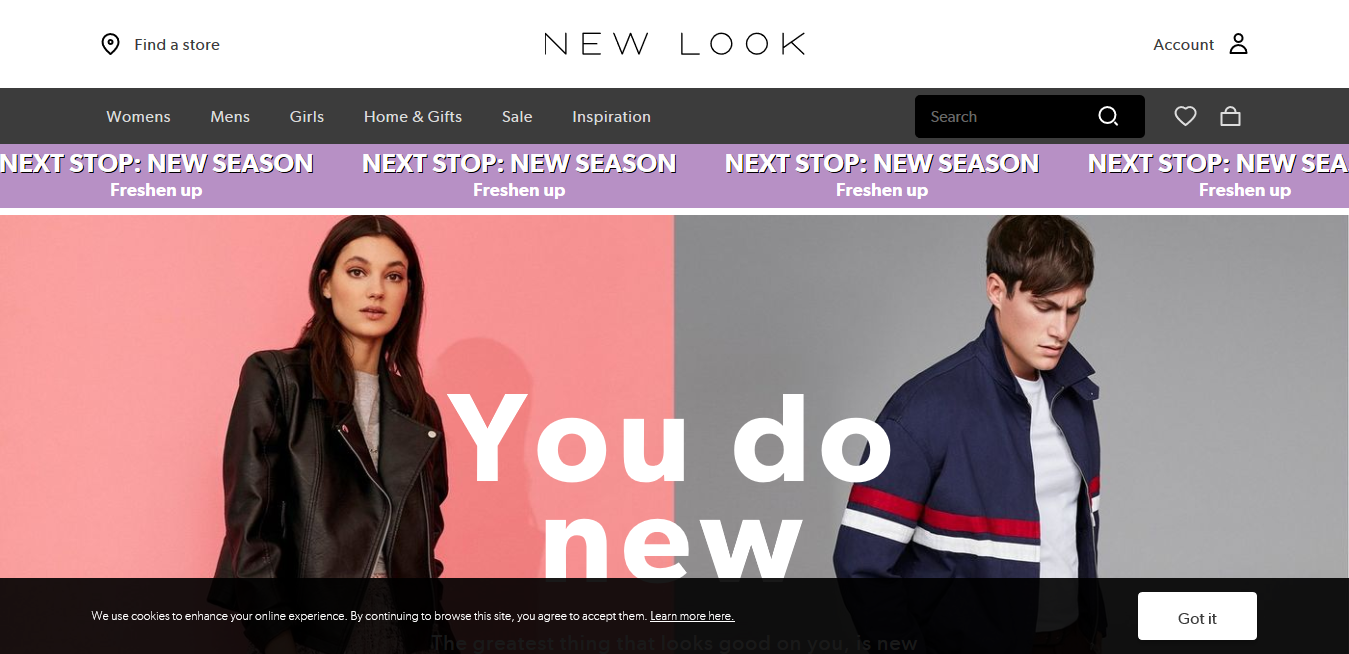 Find a store
NEW LOOK
Account
Womens
Mens
Girls
Home & Gifts
Sale
Inspiration
Search
NEXT STOP: NEW SEASON NEXT STOP: NEW SEASON NEXT STOP: NEW SEASON NEXT STOP: NEW SEA
Freshen up Freshen up Freshen up Freshen up
You do
new
We use cookies to enhance your online experience. By continuing to browse this site, you agree to accept them. Learn more here.
Got it
The greatest thing that looks good on you, is new